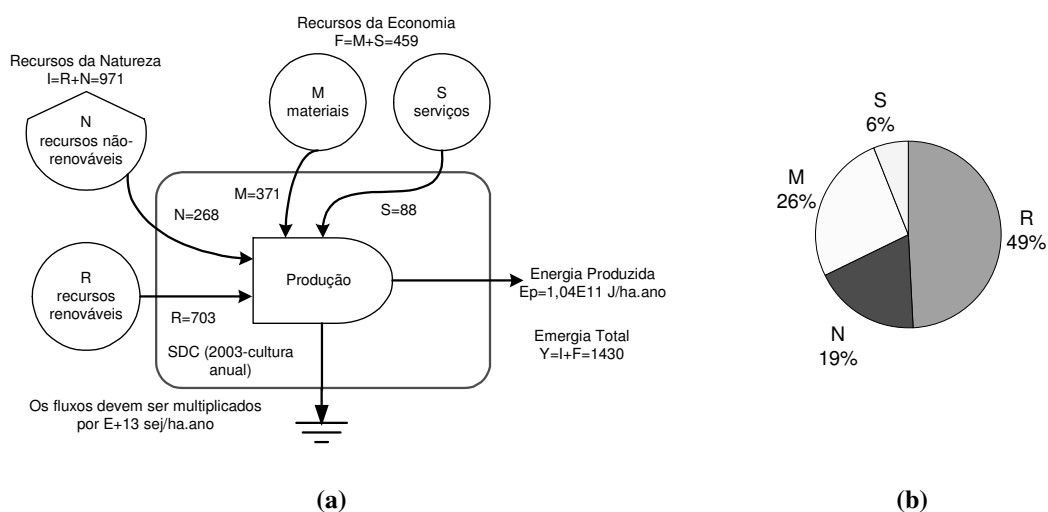 Recursos da Economia
F=M+S=459
Recursos da Natureza
I=R+N=971
N
recursos não-
renováveis
M
materiais
S
serviços
M=371
N=268
S=88
R
recursos
renováveis
R=703
Produção
Energia Produzida
Ep=1,04E11 J/ha.ano
Emergia Total
Y=I+F=1430
SDC (2003-cultura
anual)
Os fluxos devem ser multiplicados
por E+13 sej/ha.ano
(a)
S
6%
M
26%
R
49%
N
19%
(b)